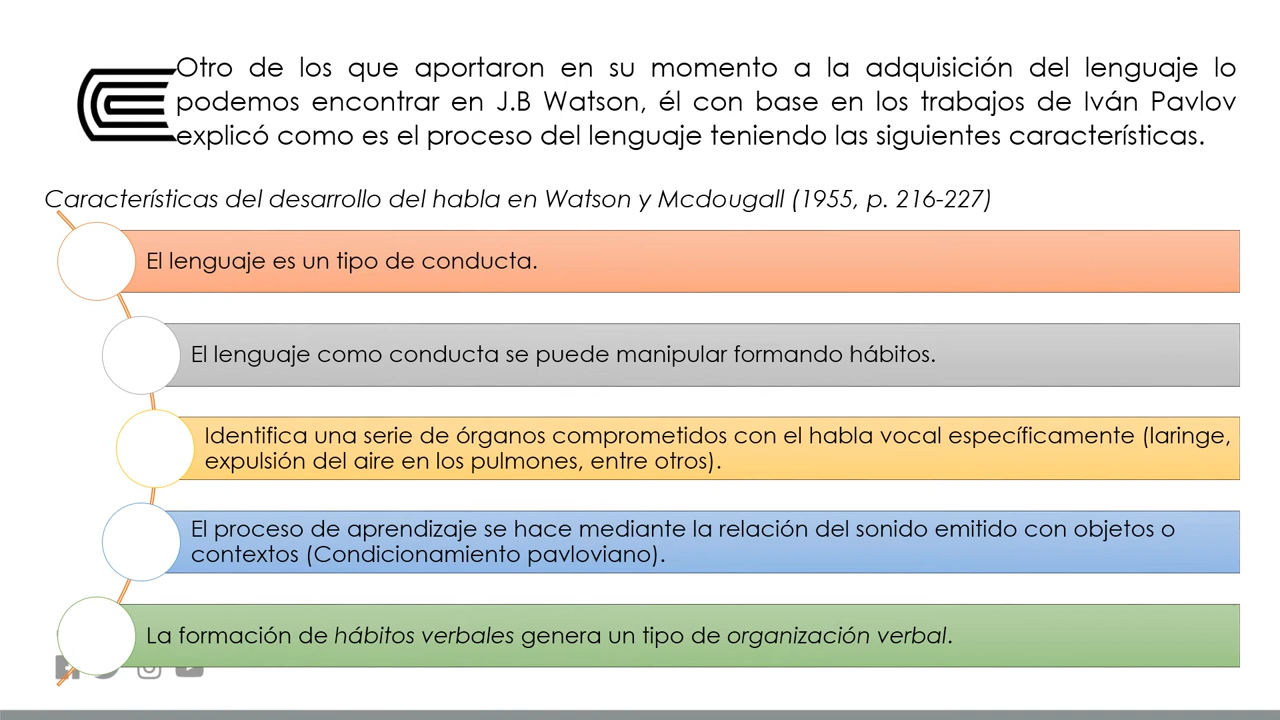 Otro de los que aportaron en su momento a la adquisición del lenguaje lo
podemos encontrar en J.B Watson, él con base en los trabajos de Iván Pavlov
explicó como es el proceso del lenguaje teniendo las siguientes características.
Características del desarrollo del habla en Watson y Mcdougall (1955, p. 216-227)
El lenguaje es un tipo de conducta.
El lenguaje como conducta se puede manipular formando hábitos.
Identifica una serie de órganos comprometidos con el habla vocal específicamente (laringe,
expulsión del aire en los pulmones, entre otros).
El proceso de aprendizaje se hace mediante la relación del sonido emitido con objetos o
contextos (Condicionamiento pavloviano).
La formación de hábitos verbales genera un tipo de organización verbal.